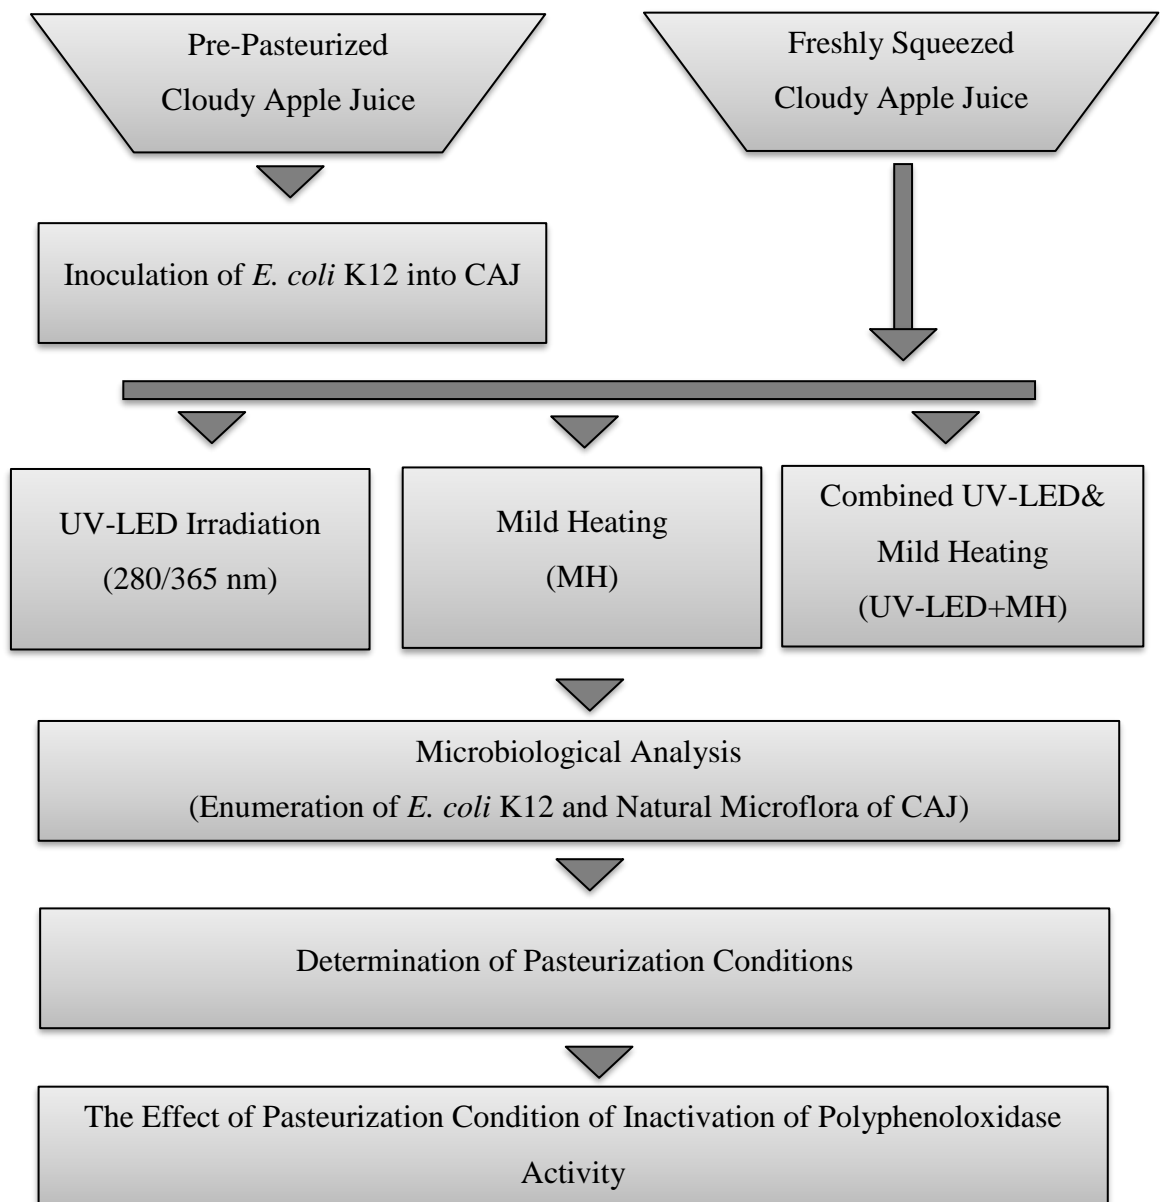 Pre-Pasteurized
Cloudy Apple Juice
Freshly Squeezed
Cloudy Apple Juice
Inoculation of E. coli K12 into CAJ
UV-LED Irradiation
(280/365 nm)
Mild Heating
(MH)
Combined UV-LED&
Mild Heating
(UV-LED+MH)
Microbiological Analysis
(Enumeration of E. coli K12 and Natural Microflora of CAJ)
Determination of Pasteurization Conditions
The Effect of Pasteurization Condition of Inactivation of Polyphenoloxidase
Activity